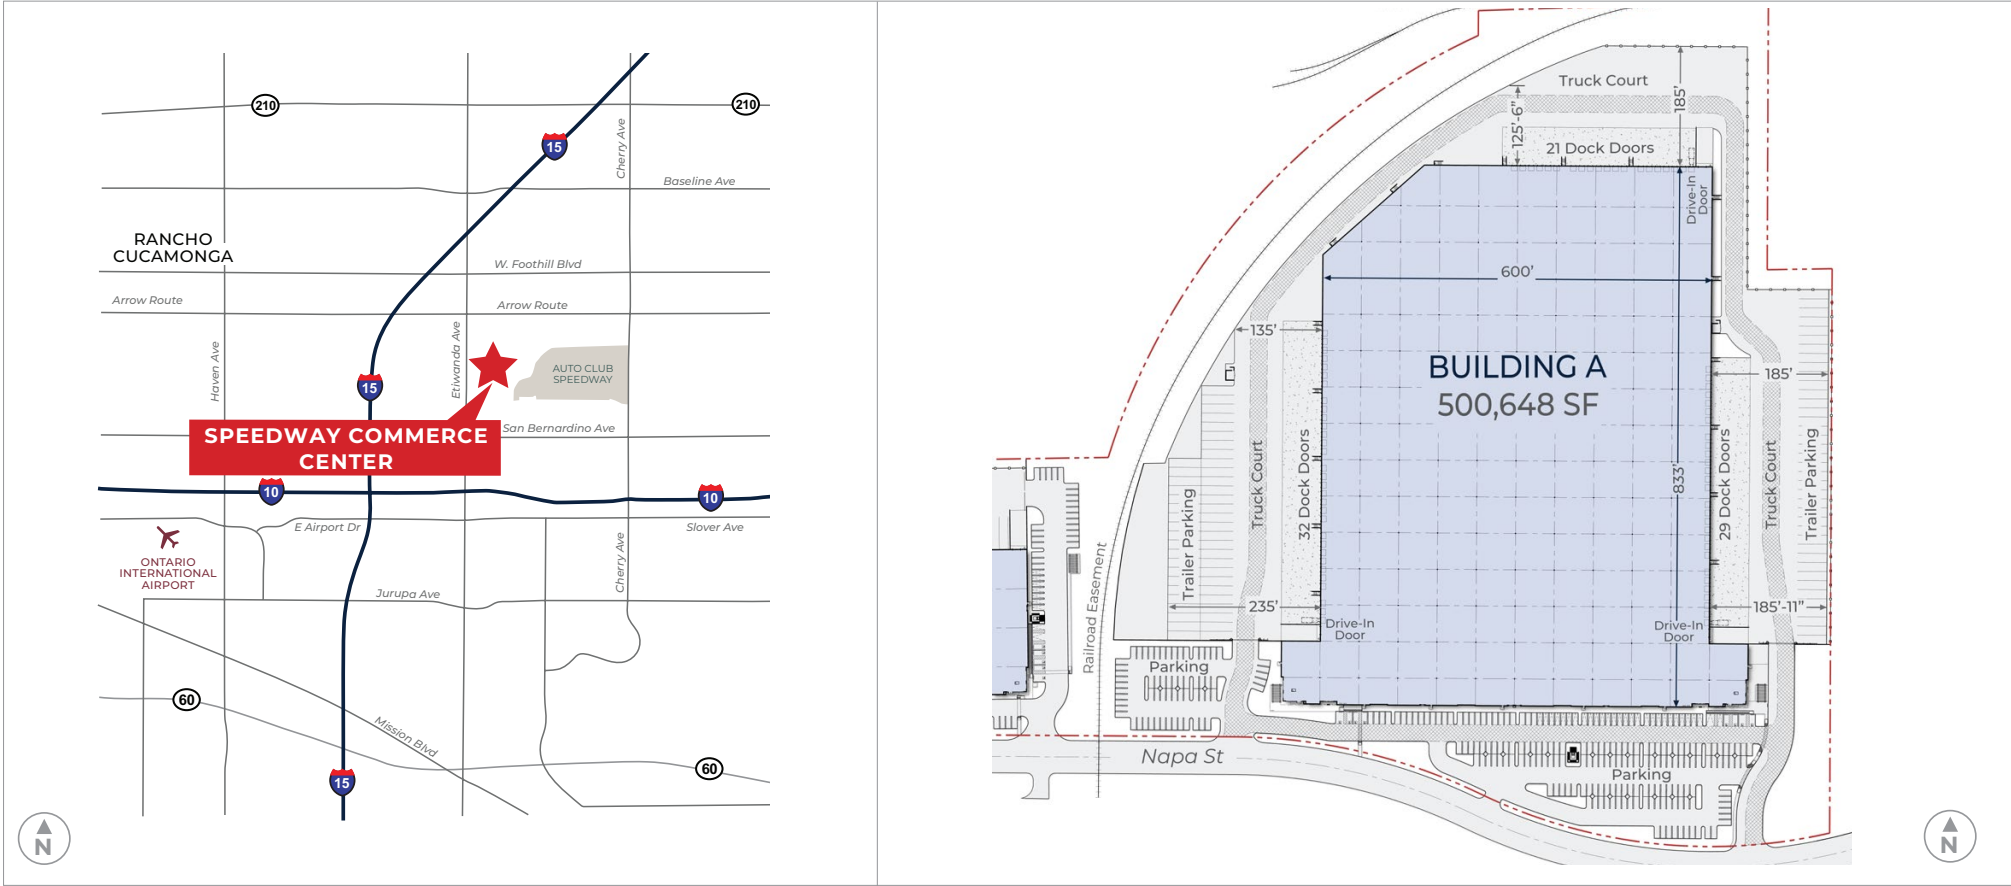 210
210
15
Cherry Ave
Baseline Ave
RANCHO
CUCAMONGA
W. Foothill Blvd
Arrow Route
Arrow Route
Haven Ave
Etiwanda Ave
15
AUTO CLUB
SPEEDWAY
San Bernardino Ave
SPEEDWAY COMMERCE
CENTER
10
10
E Airport Dr
Slover Ave
ONTARIO
INTERNATIONAL
AIRPORT
Cherry Ave
Jurupa Ave
60
Mission Blvd
60
15
N
Truck Court
185'
125'-6"
21 Dock Doors
Drive-In
Door
600'
135'
BUILDING A
500,648 SF
185'
Truck Court
32 Dock Doors
833'
29 Dock Doors
Truck Court
Trailer Parking
Trailer Parking
Railroad Easement
235'
185'-11"
Drive-In
Door
Drive-In
Door
Parking
Napa St
Parking
N